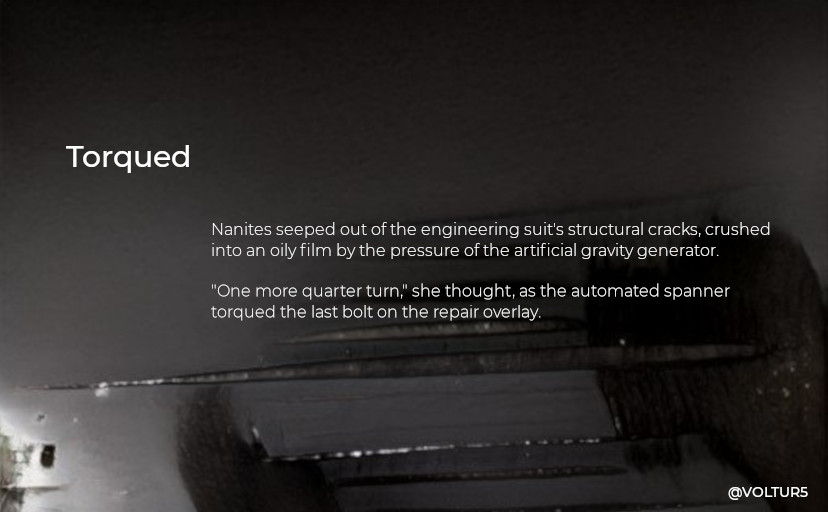 Torqued
Nanites seeped out of the engineering suit's structural cracks, crushed
into an oily film by the pressure of the artificial gravity generator.
"One more quarter turn," she thought, as the automated spanner
torqued the last bolt on the repair overlay.
@VOLTUR5